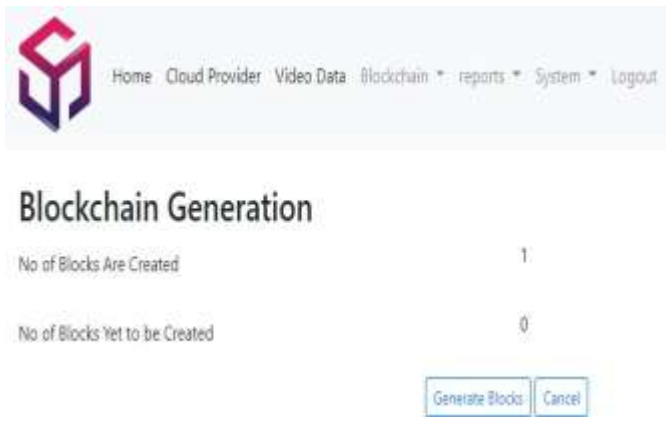 Home Cloud Provider Video Data Blockchain reports System Logout
Blockchain Generation
No of Blocks Are Created 1
No of Blocks Yet to be Created 0
Generate Blocks Cancel